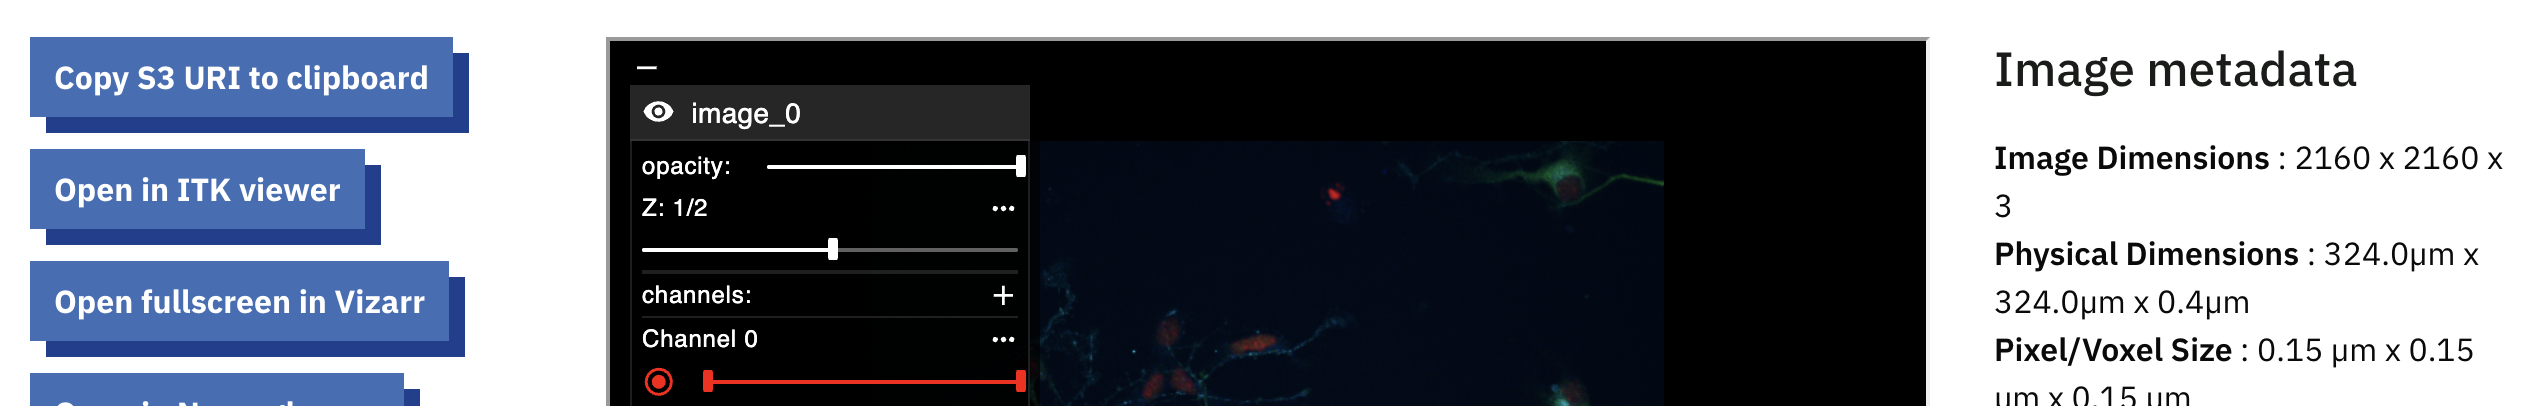 Copy S3 URI to clipboard
Open in ITK viewer
Open fullscreen in Vizarr
image_0
opacity:
Z: 1/2
channels:
Channel 0
Image metadata
Image Dimensions : 2160 x 2160 x
3
Physical Dimensions : 324.0µm x
324.0µm x 0.4µm
Pixel/Voxel Size : 0.15 µm x 0.15
µm x 0.15 µm